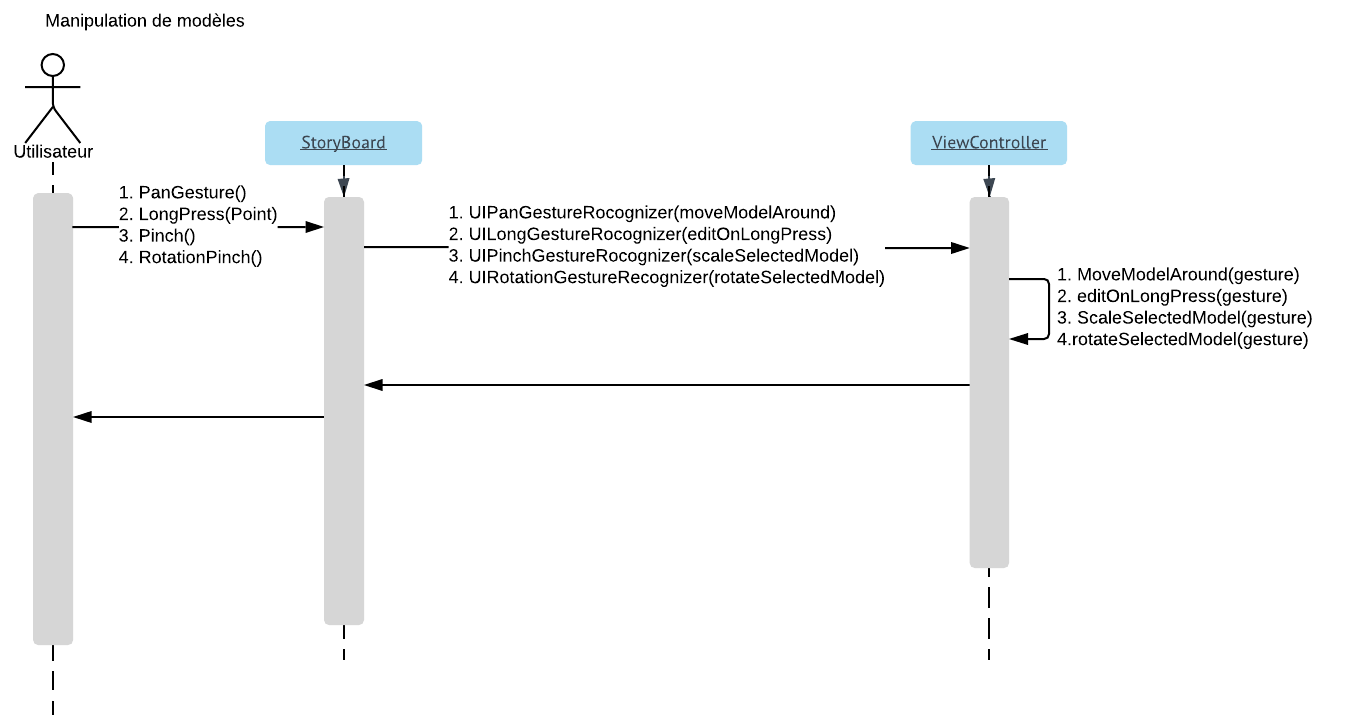 Manipulation de modèles
Utilisateur
StoryBoard
ViewController
1. PanGesture()
2. LongPress(Point)
3. Pinch()
4. RotationPinch()
1. UIPanGestureRocognizer(moveModelAround)
2. UILongGestureRocognizer(editOnLongPress)
3. UIPinchGestureRocognizer(scaleSelectedModel)
4. UIRotationGestureRecognizer(rotateSelectedModel)
1. MoveModelAround(gesture)
2. editOnLongPress(gesture)
3. ScaleSelectedModel(gesture)
4.rotateSelectedModel(gesture)